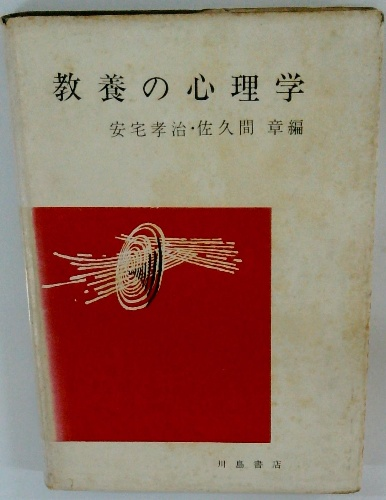 教養の心理学
安宅孝治・佐久間 章編
川島書店